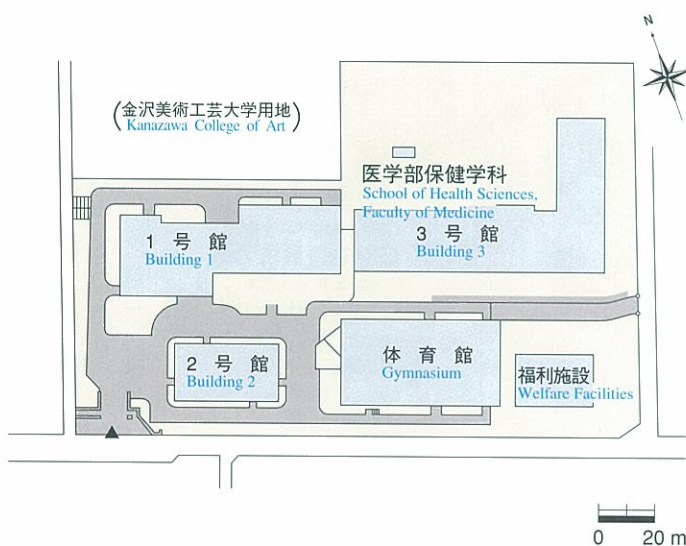 N
(金沢美術工芸大学用地)
Kanazawa College of Art
医学部保健学科
School of Health Sciences,
Faculty of Medicine
1 号 館
Building 1
3 号 館
Building 3
2 号 館
Building 2
体 育 館
Gymnasium
福利施設
Welfare Facilities
0 20 m